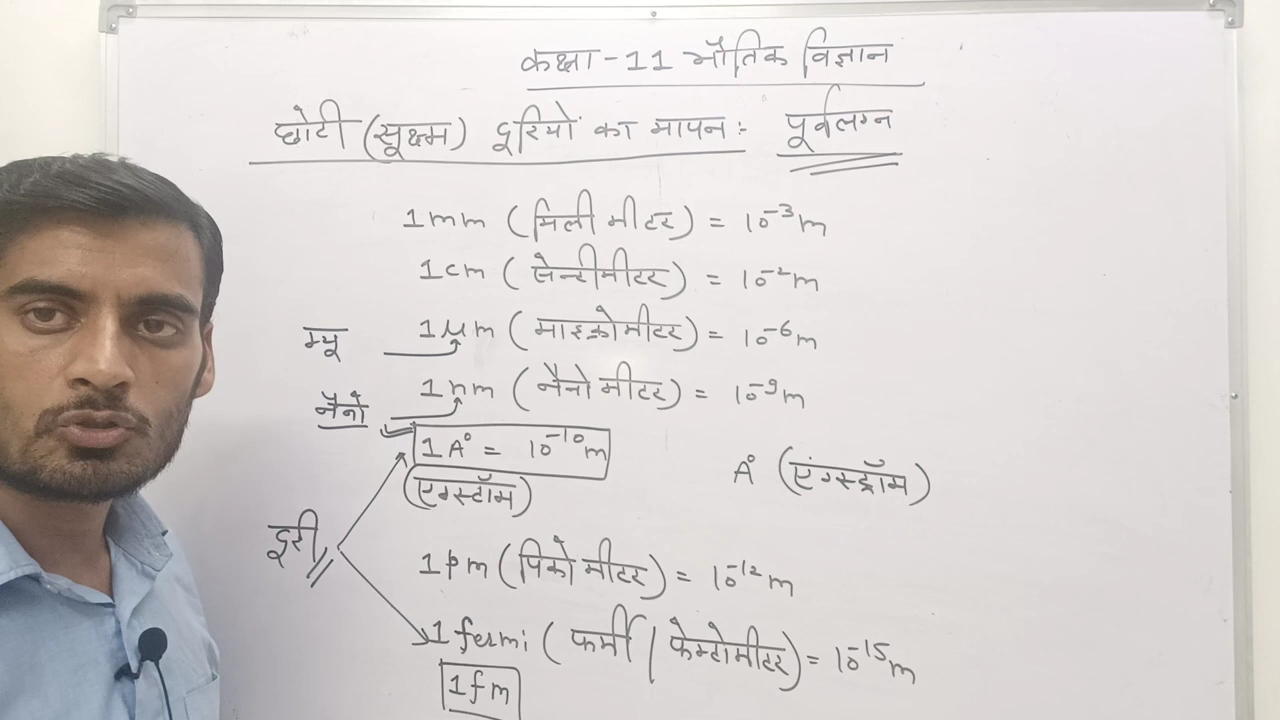 कक्षा - 11 भौतिक विज्ञान
छोटी (सूक्ष्म) दूरियों का मापन :- पूर्वलग्न
1mm (मिली मीटर) = 10⁻³m
1cm (सेन्टीमीटर) = 10⁻²m
म्यू 1μm (माइक्रोमीटर) = 10⁻⁶m
नैनो 1nm (नैनो मीटर) = 10⁻⁹m
1A° = 10⁻¹⁰m
(एंगस्टॉम) A° (एंगस्ट्रॉम)
दूरी
1pm (पिको मीटर) = 10⁻¹²m
1fermi (फर्मी / फेम्टोमीटर) = 10⁻¹⁵m
1fm